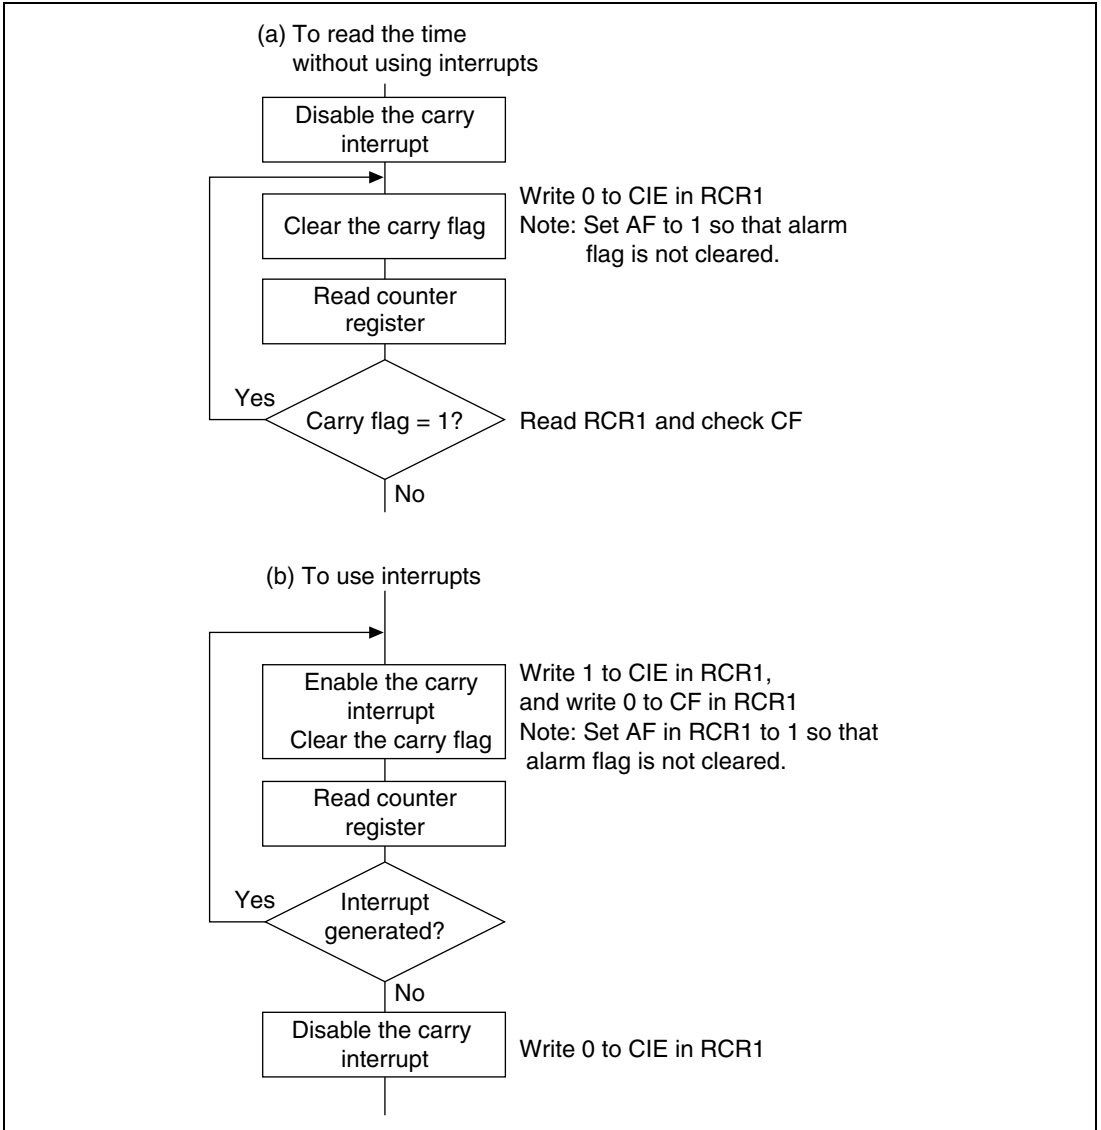 (a) To read the time
without using interrupts
Disable the carry
interrupt
Write 0 to CIE in RCR1
Note: Set AF to 1 so that alarm
flag is not cleared.
Clear the carry flag
Read counter
register
Yes
Carry flag = 1?
Read RCR1 and check CF
No
(b) To use interrupts
Enable the carry
interrupt
Clear the carry flag
Write 1 to CIE in RCR1,
and write 0 to CF in RCR1
Note: Set AF in RCR1 to 1 so that
alarm flag is not cleared.
Read counter
register
Yes
Interrupt
generated?
No
Disable the carry
interrupt
Write 0 to CIE in RCR1